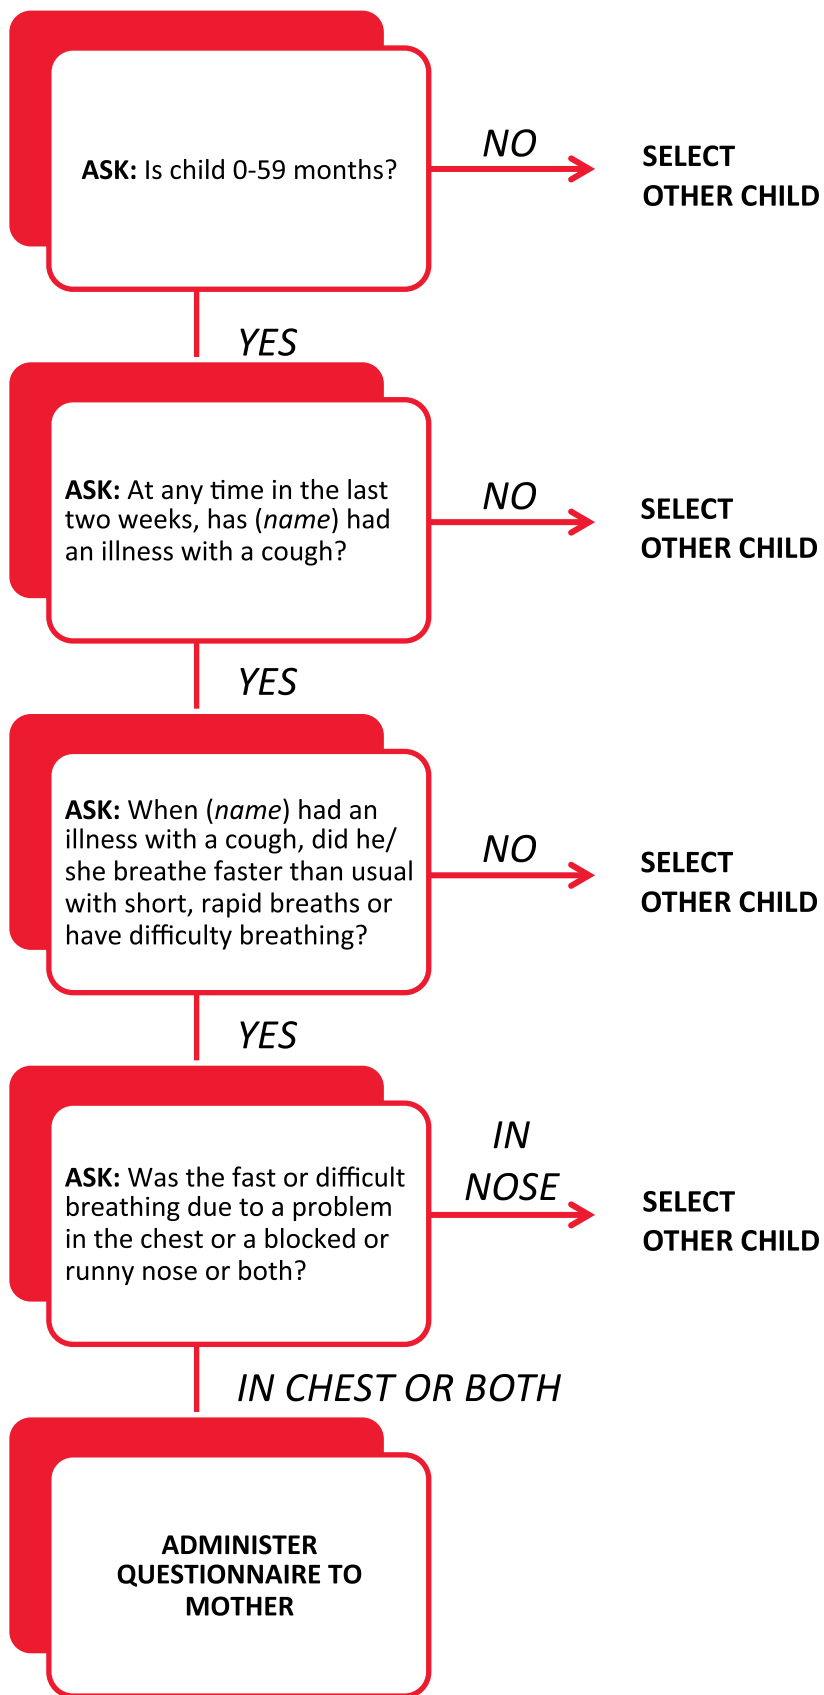 ASK: Is child 0-59 months?
NO
SELECT
OTHER CHILD
YES
ASK: At any time in the last
two weeks, has (name) had
an illness with a cough?
NO
SELECT
OTHER CHILD
YES
ASK: When (name) had an
illness with a cough, did he/
she breathe faster than usual
with short, rapid breaths or
have difficulty breathing?
NO
SELECT
OTHER CHILD
YES
ASK: Was the fast or difficult
breathing due to a problem
in the chest or a blocked or
runny nose or both?
IN
NOSE
SELECT
OTHER CHILD
IN CHEST OR BOTH
ADMINISTER
QUESTIONNAIRE TO
MOTHER